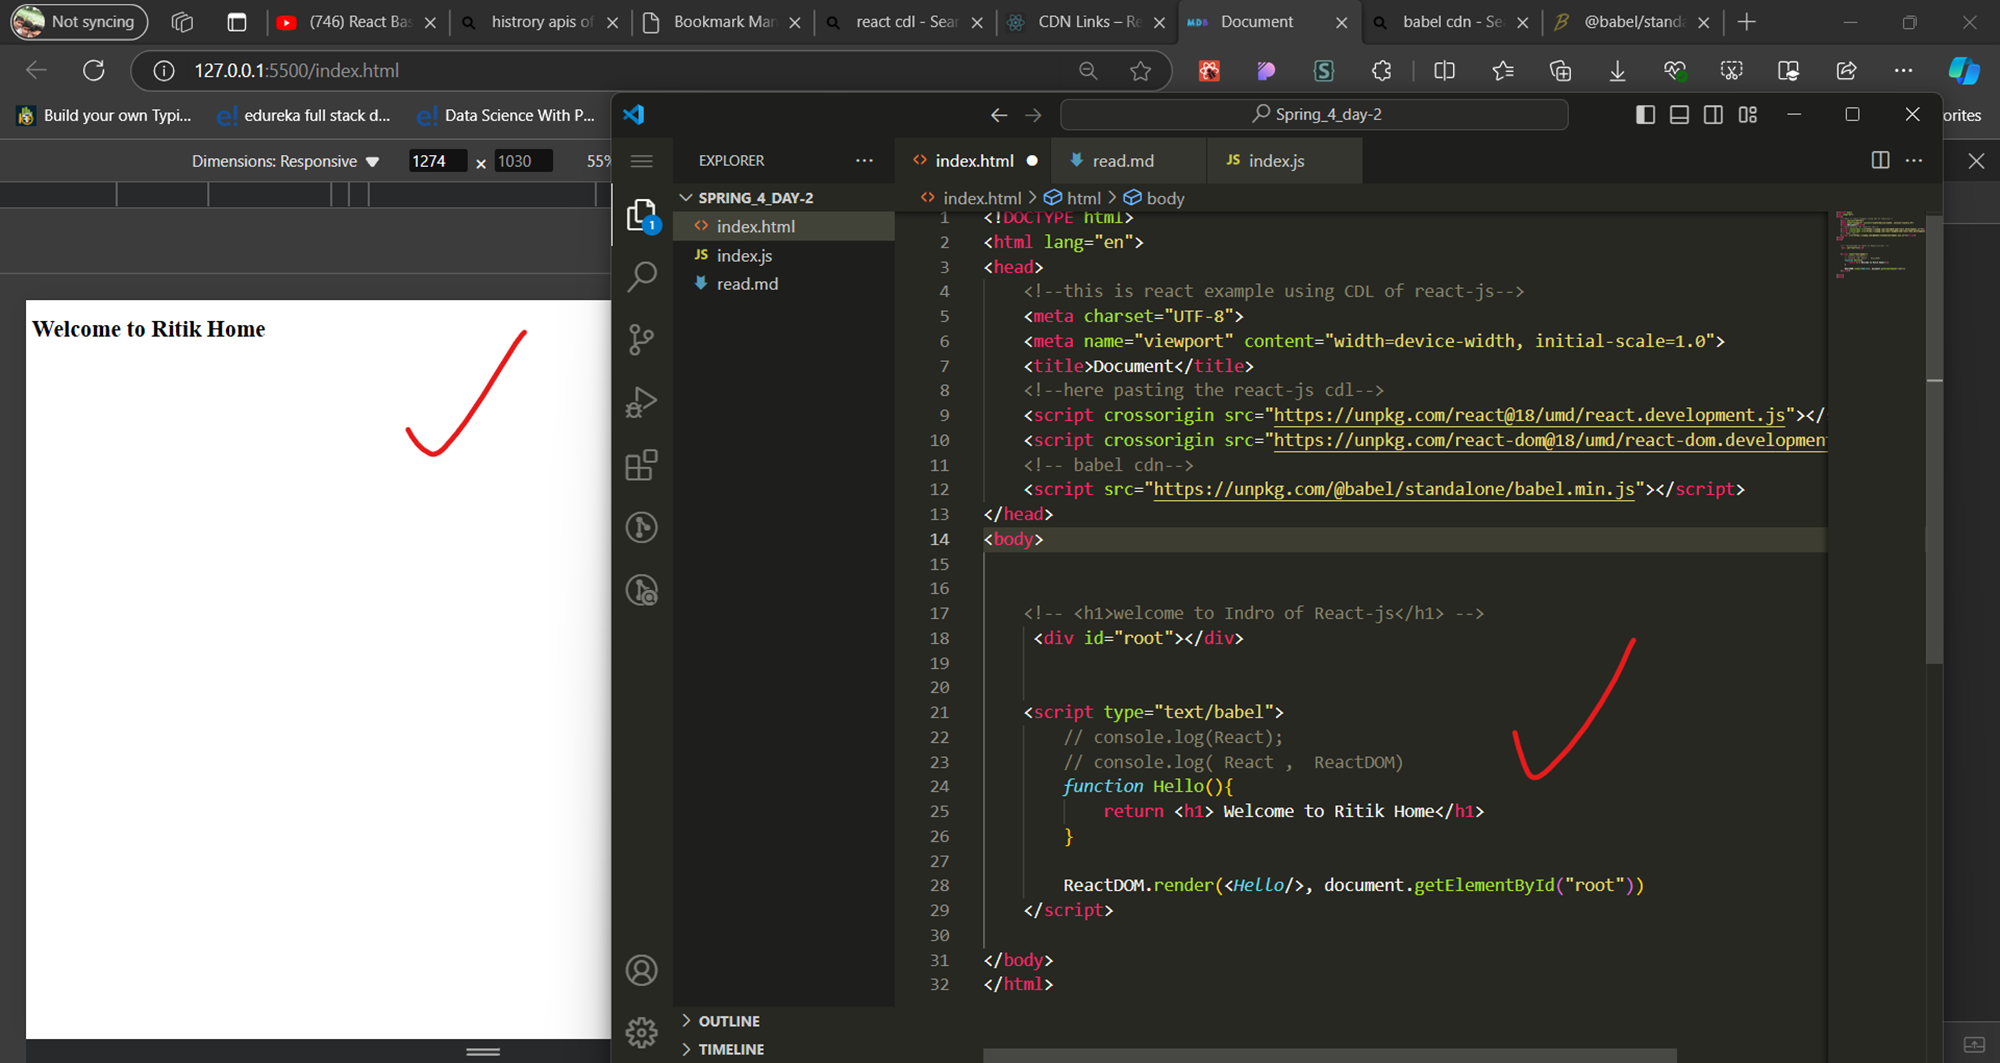 Not syncing
(746) React Bas
histrory apis of
Bookmark Man
react cdl - Sear
CDN Links – Re
MDB Document
babel cdn - Se
@babel/standa
127.0.0.1:5500/index.html
Build your own Typi...
edureka full stack d...
Data Science With P...
orites
Spring_4_day-2
Dimensions: Responsive
1274 × 1030
55%
EXPLORER
index.html
read.md
JS index.js
SPRING_4_DAY-2
index.html
JS index.js
read.md
1
index.html > html > body
1 <!DOCTYPE html>
2 <html lang="en">
3 <head>
4 <!--this is react example using CDL of react-js-->
5 <meta charset="UTF-8">
6 <meta name="viewport" content="width=device-width, initial-scale=1.0">
7 <title>Document</title>
8 <!--here pasting the react-js cdl-->
9 <script crossorigin src="https://unpkg.com/react@18/umd/react.development.js"></
10 <script crossorigin src="https://unpkg.com/react-dom@18/umd/react-dom.development
11 <!-- babel cdn-->
12 <script src="https://unpkg.com/@babel/standalone/babel.min.js"></script>
13 </head>
14 <body>
15
16
17 <!-- <h1>welcome to Indro of React-js</h1> -->
18 <div id="root"></div>
19
20
21 <script type="text/babel">
22 // console.log(React);
23 // console.log( React , ReactDOM)
24 function Hello(){
25 return <h1> Welcome to Ritik Home</h1>
26 }
27
28 ReactDOM.render(<Hello/>, document.getElementById("root"))
29 </script>
30
31 </body>
32 </html>
Welcome to Ritik Home
OUTLINE
TIMELINE